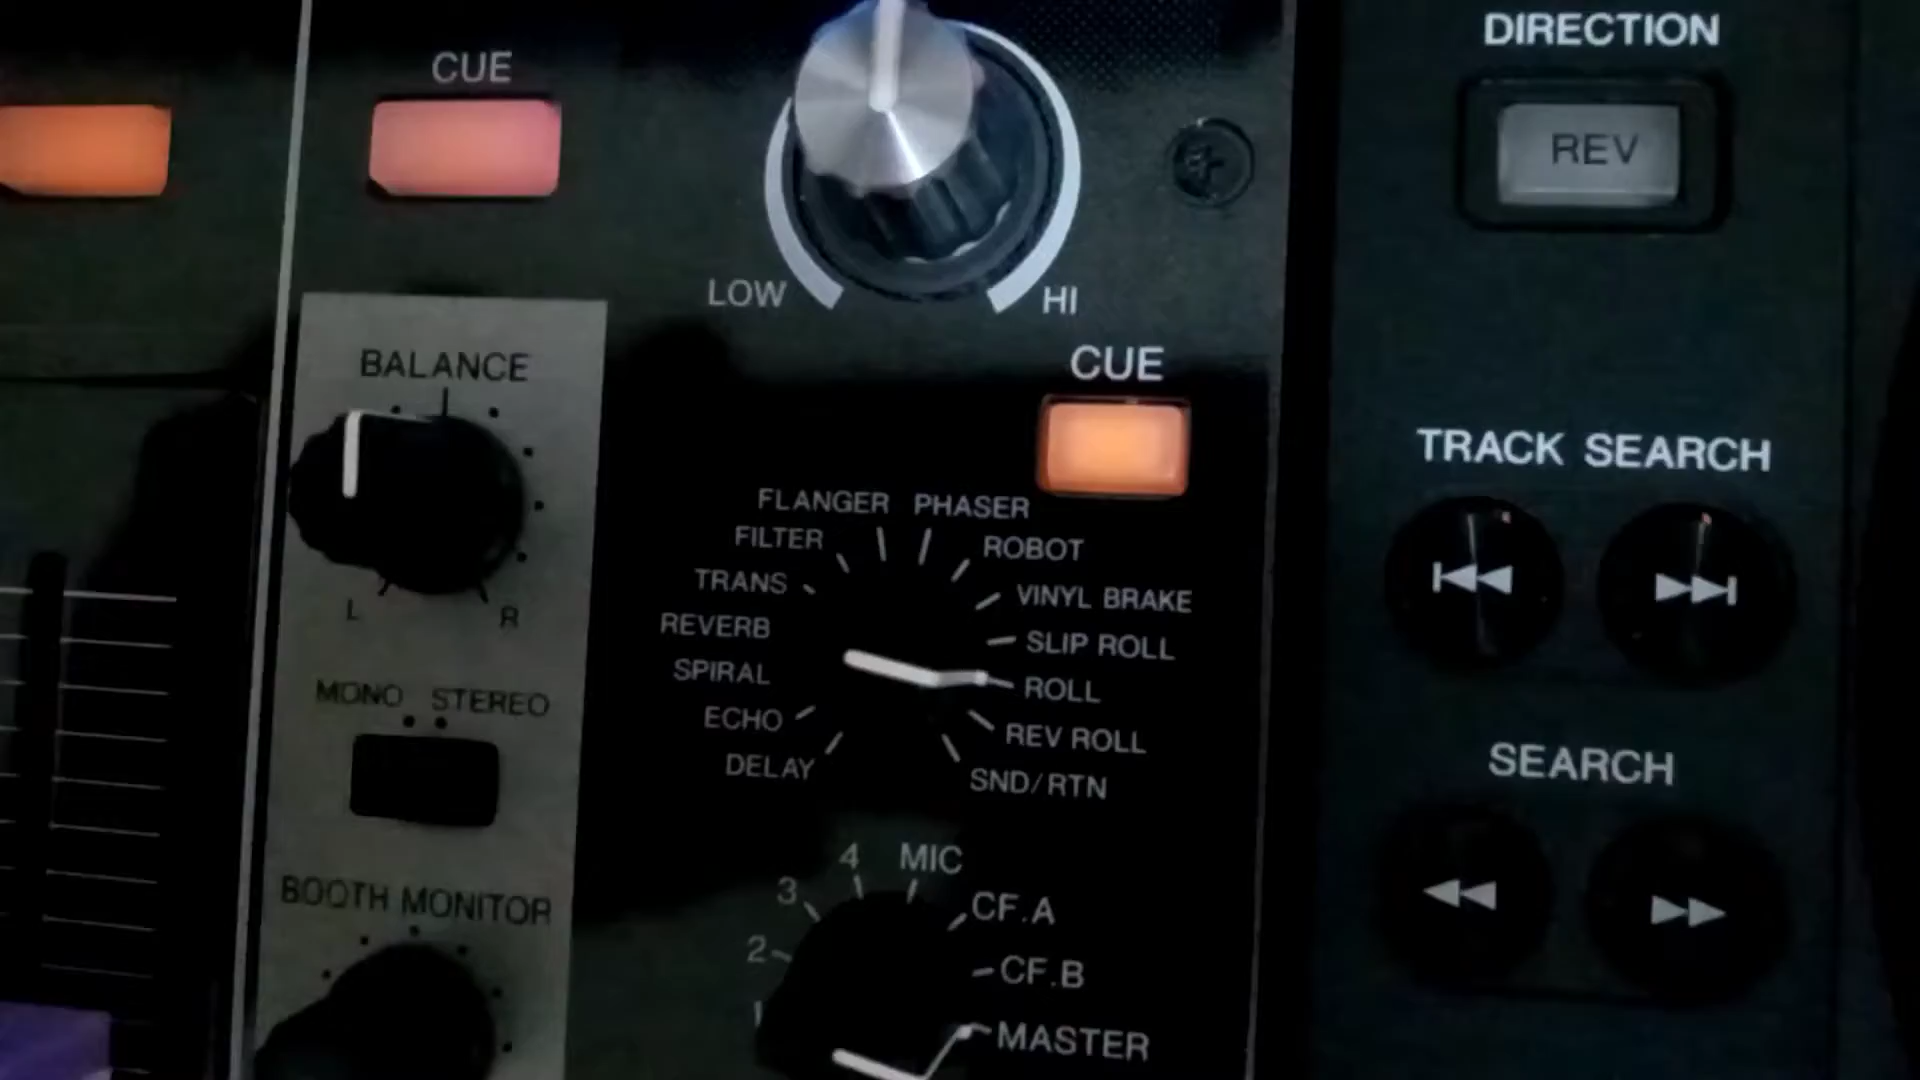 CUE
LOW
HI
BALANCE
L
R
MONO STEREO
BOOTH MONITOR
CUE
FLANGER PHASER
FILTER
ROBOT
TRANS
VINYL BRAKE
REVERB
SLIP ROLL
SPIRAL
ROLL
ECHO
REV ROLL
DELAY
SND/RTN
4 MIC
3
CF.A
2
CF.B
1
MASTER
DIRECTION
REV
TRACK SEARCH
SEARCH